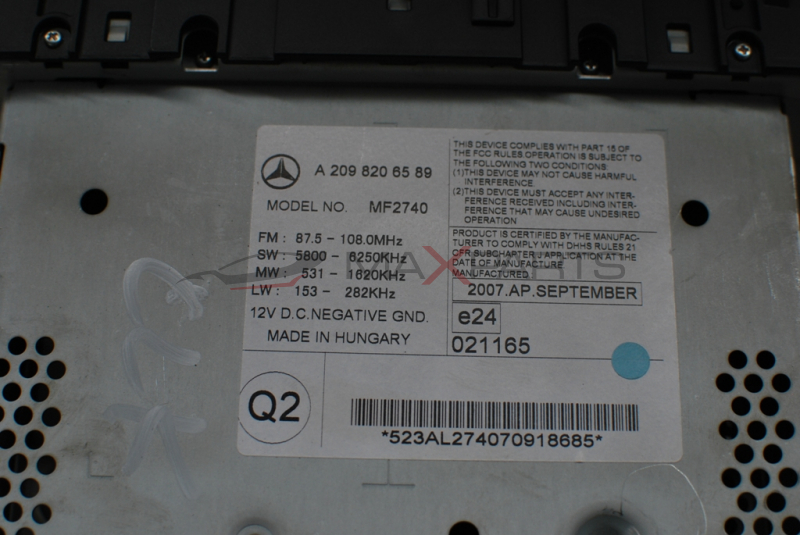 A 209 820 65 89
MODEL NO. MF2740
FM : 87.5 - 108.0MHz
SW : 5800 - 6250KHz
MW : 531 - 1620KHz
LW : 153 - 282KHz
12V D.C.NEGATIVE GND.
MADE IN HUNGARY
THIS DEVICE COMPLIES WITH PART 15 OF
THE FCC RULES OPERATION IS SUBJECT TO
THE FOLLOWING TWO CONDITIONS:
(1)THIS DEVICE MAY NOT CAUSE HARMFUL
INTERFERENCE
(2)THIS DEVICE MUST ACCEPT ANY INTER-
FERENCE RECEIVED INCLUDING INTER-
FERENCE THAT MAY CAUSE UNDESIRED
OPERATION
PRODUCT IS CERTIFIED BY THE MANUFAC-
TURER TO COMPLY WITH DHHS RULES 21
CFR SUBCHAPTER J APPLICABLE AT THE
DATE OF MANUFACTURE
MANUFACTURED
2007.AP.SEPTEMBER
e24
021165
Q2
*523AL274070918685*
MAXPARTS